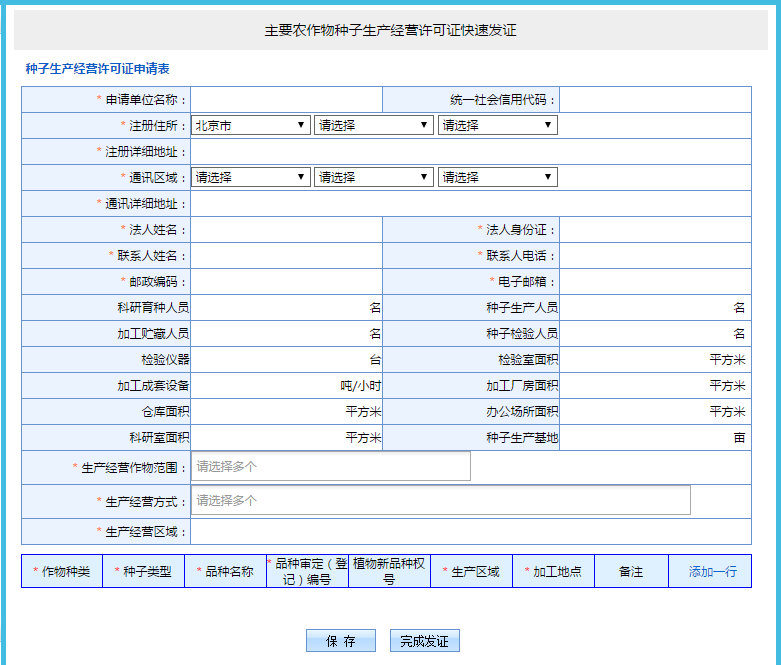 主要农作物种子生产经营许可证快速发证
种子生产经营许可证申请表
* 申请单位名称： 统一社会信用代码：
* 注册住所： 北京市 ▼ 请选择 ▼ 请选择 ▼
* 注册详细地址：
* 通讯区域： 请选择 ▼ 请选择 ▼ 请选择 ▼
* 通讯详细地址：
* 法人姓名： * 法人身份证：
* 联系人姓名： * 联系人电话：
* 邮政编码： * 电子邮箱：
科研育种人员 名 种子生产人员 名
加工贮藏人员 名 种子检验人员 名
检验仪器 台 检验室面积 平方米
加工成套设备 吨/小时 加工厂房面积 平方米
仓库面积 平方米 办公场所面积 平方米
科研室面积 平方米 种子生产基地 亩
* 生产经营作物范围： 请选择多个
* 生产经营方式： 请选择多个
* 生产经营区域：
* 作物种类 * 种子类型 * 品种名称 * 品种审定（登记）编号 植物新品种权号 * 生产区域 * 加工地点 备注 添加一行
保 存 完成发证